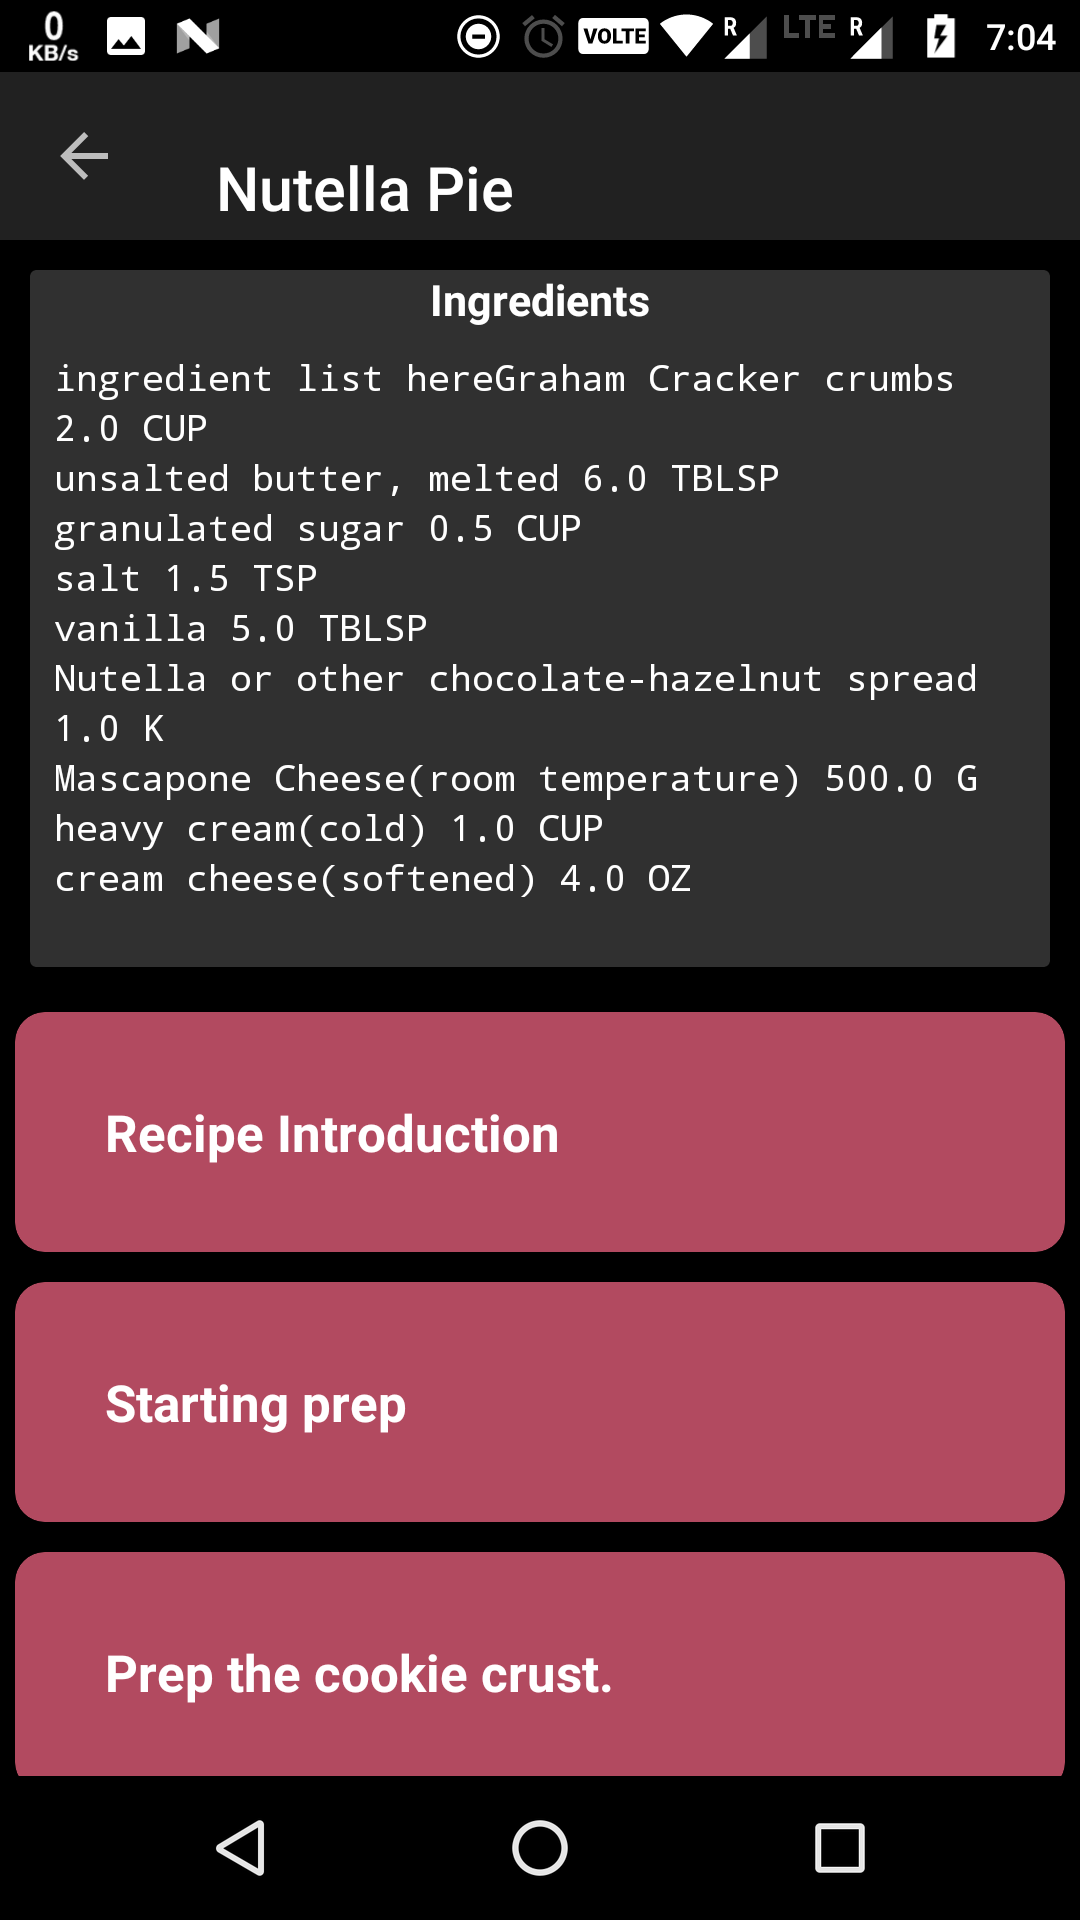 0
KB/s
VOLTE
R
LTE
R
7:04
Nutella Pie
Ingredients
ingredient list hereGraham Cracker crumbs
2.0 CUP
unsalted butter, melted 6.0 TBLSP
granulated sugar 0.5 CUP
salt 1.5 TSP
vanilla 5.0 TBLSP
Nutella or other chocolate-hazelnut spread
1.0 K
Mascapone Cheese(room temperature) 500.0 G
heavy cream(cold) 1.0 CUP
cream cheese(softened) 4.0 OZ
Recipe Introduction
Starting prep
Prep the cookie crust.